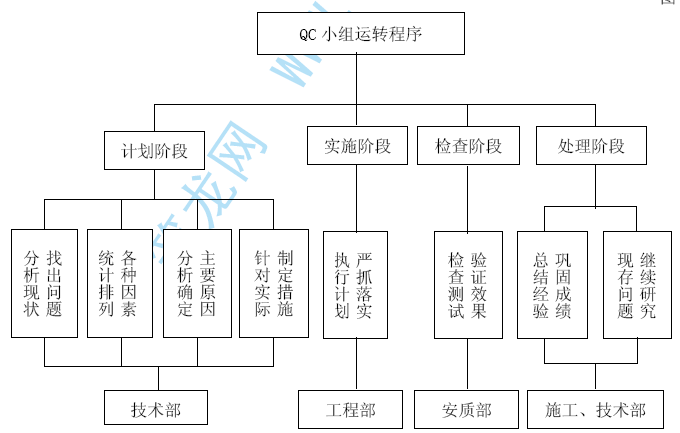 QC 小组运转程序
计划阶段
实施阶段
检查阶段
处理阶段
分析现状
找出问题
统计排列
各种因素
分析确定
主要原因
针对实际
制定措施
执行计划
严抓落实
检查测试
验证效果
总结经验
巩固成绩
现存问题
继续研究
技术部
工程部
安质部
施工、技术部
龙网